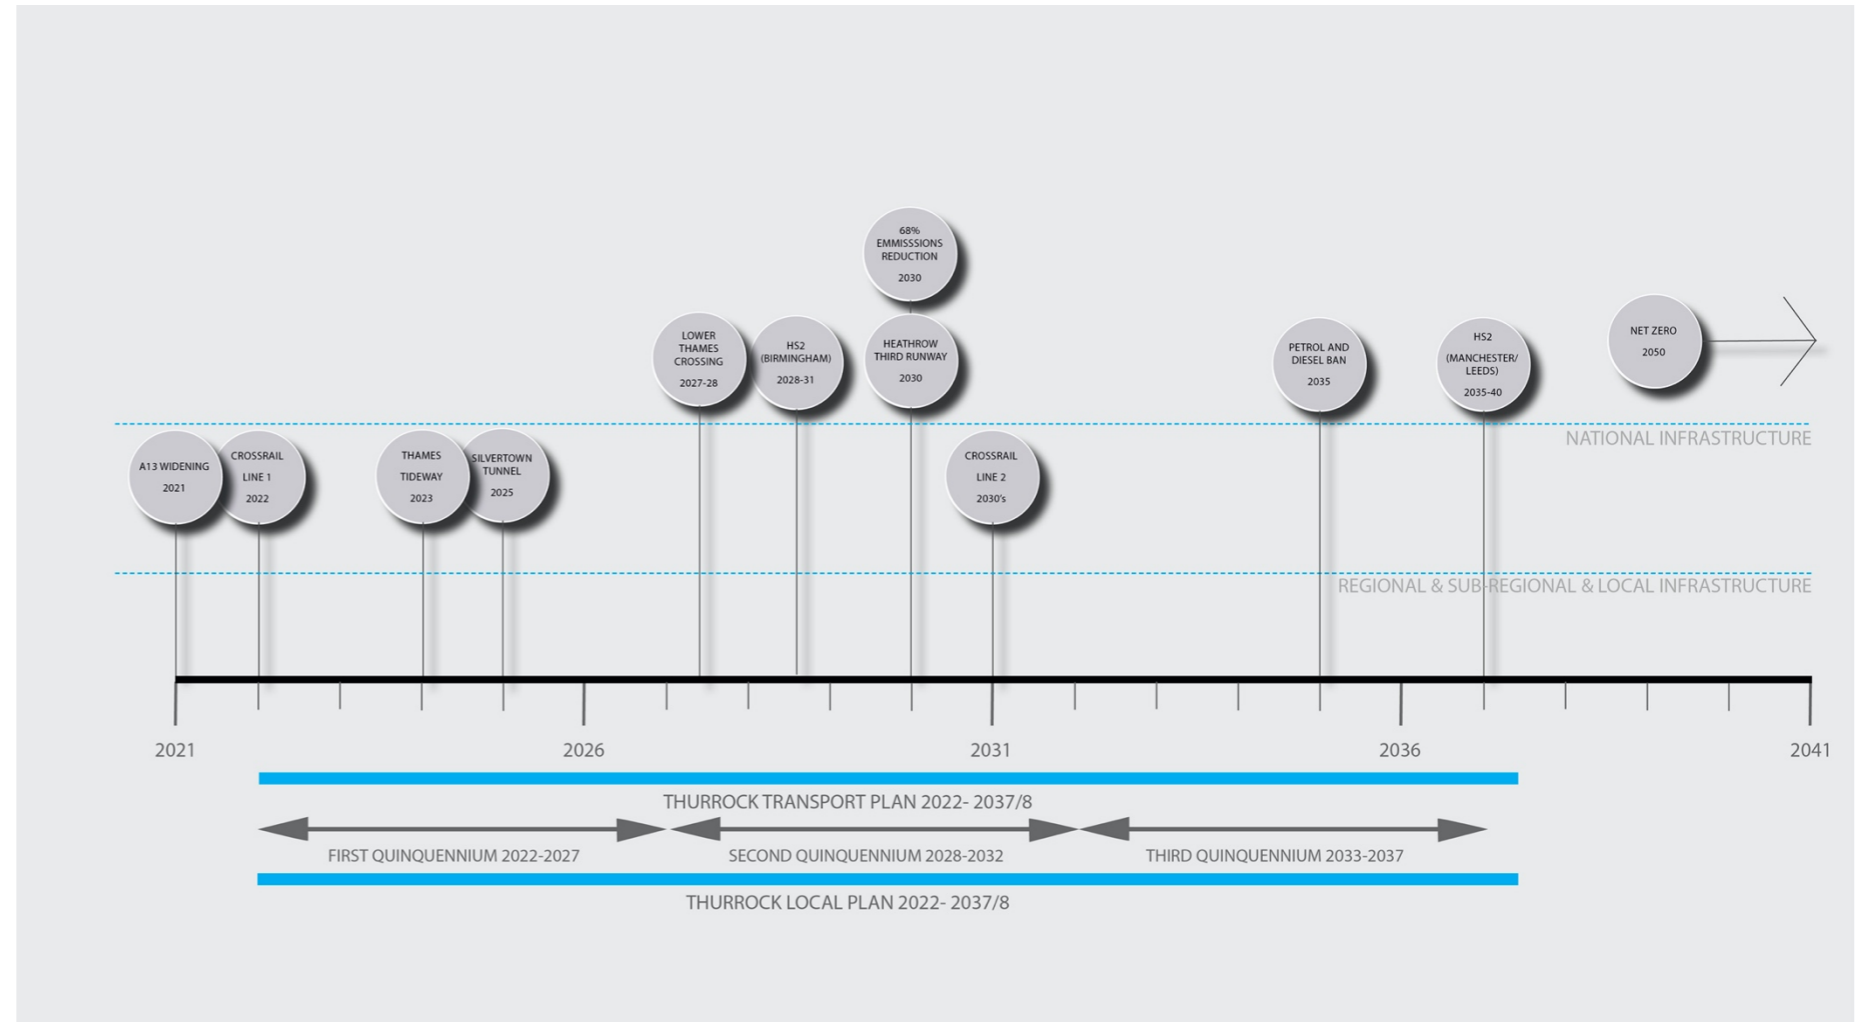 68%
EMMISSSIONS
REDUCTION
2030
LOWER
THAMES
CROSSING
2027-28
HS2
(BIRMINGHAM)
2028-31
HEATHROW
THIRD RUNWAY
2030
PETROL AND
DIESEL BAN
2035
HS2
(MANCHESTER/
LEEDS)
2035-40
NET ZERO
2050
NATIONAL INFRASTRUCTURE
A13 WIDENING
2021
CROSSRAIL
LINE 1
2022
THAMES
TIDEWAY
2023
SILVERTOWN
TUNNEL
2025
CROSSRAIL
LINE 2
2030's
REGIONAL & SUB-REGIONAL & LOCAL INFRASTRUCTURE
2021 2026 2031 2036 2041
THURROCK TRANSPORT PLAN 2022- 2037/8
FIRST QUINQUENNIUM 2022-2027 SECOND QUINQUENNIUM 2028-2032 THIRD QUINQUENNIUM 2033-2037
THURROCK LOCAL PLAN 2022- 2037/8